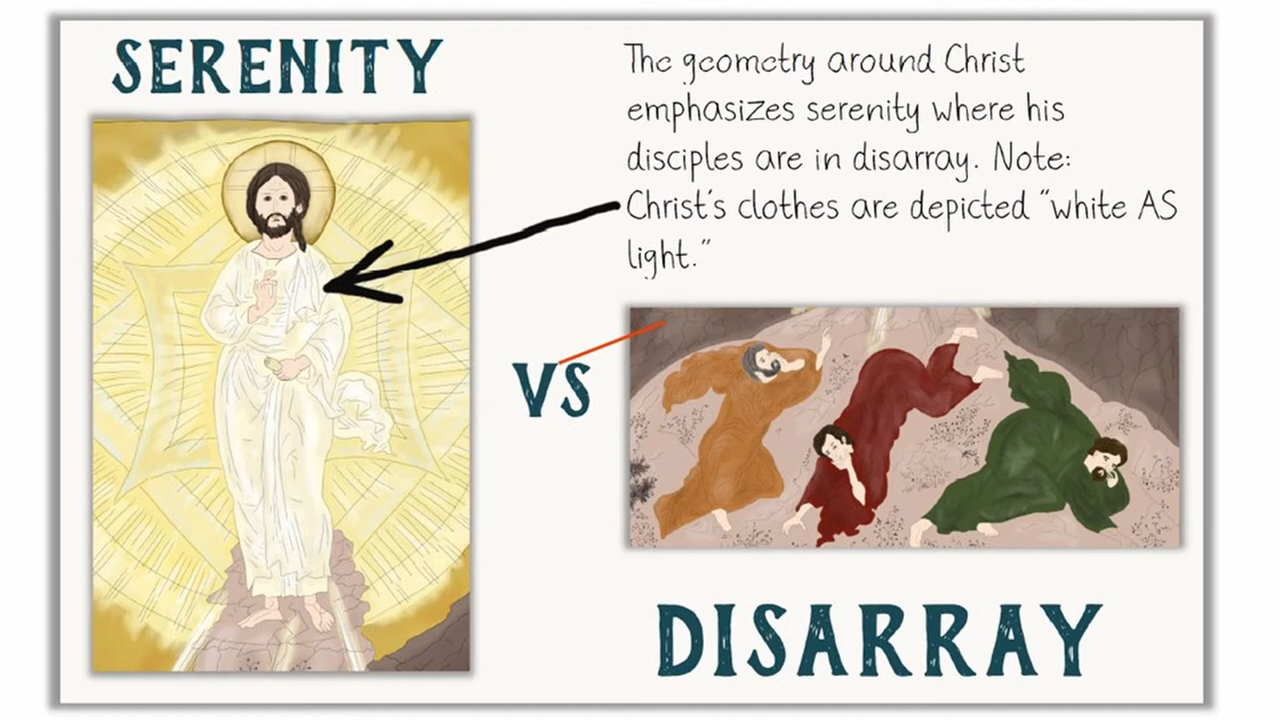 SERENITY
The geometry around Christ
emphasizes serenity where his
disciples are in disarray. Note:
Christ's clothes are depicted "white AS
light."
VS
DISARRAY